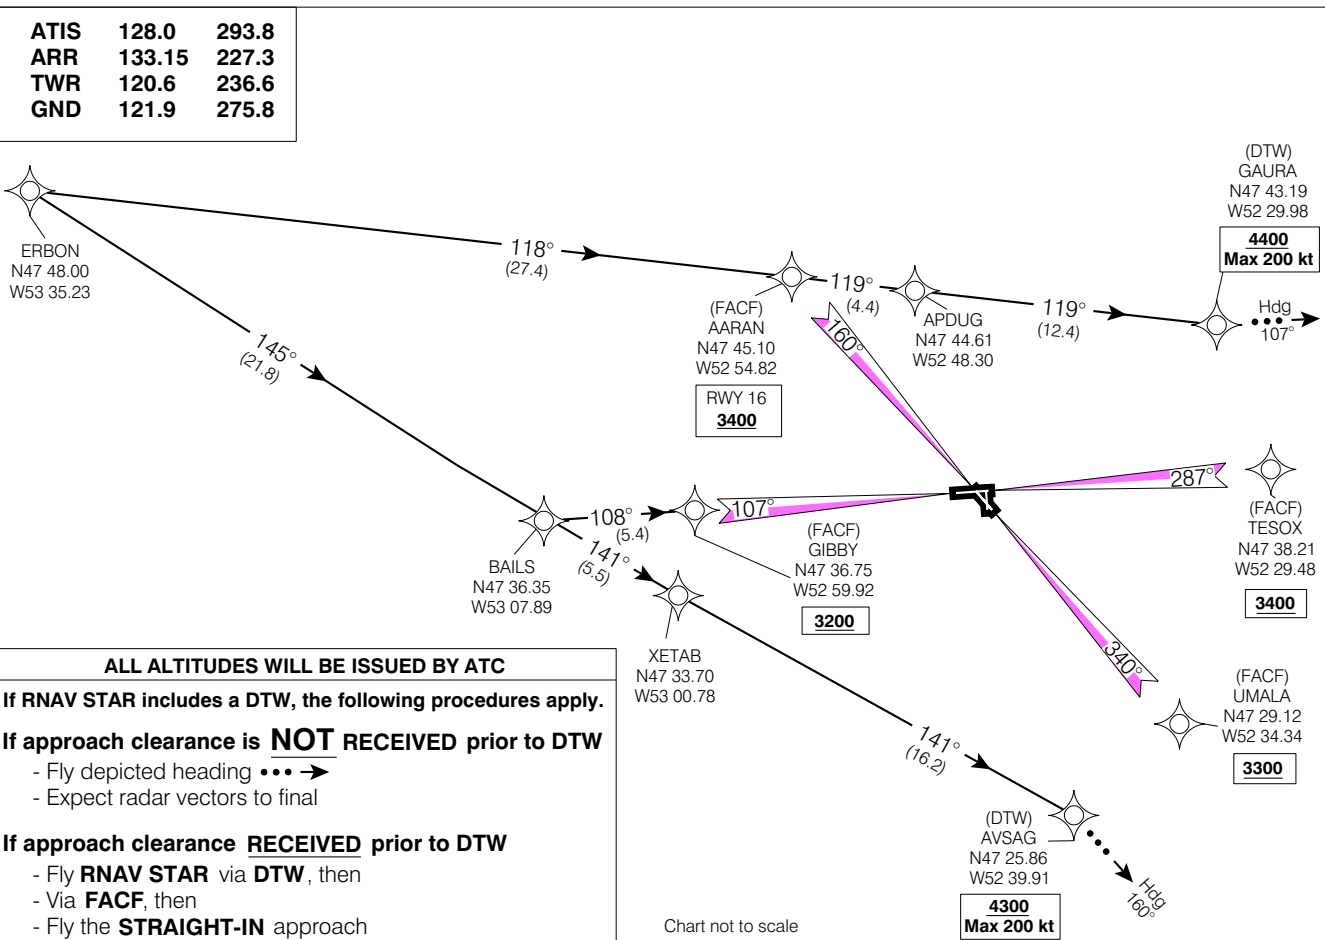 ATIS 128.0 293.8
ARR 133.15 227.3
TWR 120.6 236.6
GND 121.9 275.8
(DTW)
GAURA
N47 43.19
W52 29.98
4400
Max 200 kt
Hdg
107°
ERBON
N47 48.00
W53 35.23
118°
(27.4)
119°
(4.4)
119°
(12.4)
(FACF)
AARAN
N47 45.10
W52 54.82
RWY 16
3400
APDUG
N47 44.61
W52 48.30
160°
145°
(21.8)
287°
(FACF)
TESOX
N47 38.21
W52 29.48
3400
108°
(5.4)
107°
(FACF)
GIBBY
N47 36.75
W52 59.92
3200
BAILS
N47 36.35
W53 07.89
141°
(5.5)
XETAB
N47 33.70
W53 00.78
340°
(FACF)
UMALA
N47 29.12
W52 34.34
3300
141°
(16.2)
(DTW)
AVSAG
N47 25.86
W52 39.91
4300
Max 200 kt
Hdg
160°
ALL ALTITUDES WILL BE ISSUED BY ATC
If RNAV STAR includes a DTW, the following procedures apply.
If approach clearance is NOT RECEIVED prior to DTW
- Fly depicted heading
- Expect radar vectors to final
If approach clearance RECEIVED prior to DTW
- Fly RNAV STAR via DTW, then
- Via FACF, then
- Fly the STRAIGHT-IN approach
Chart not to scale